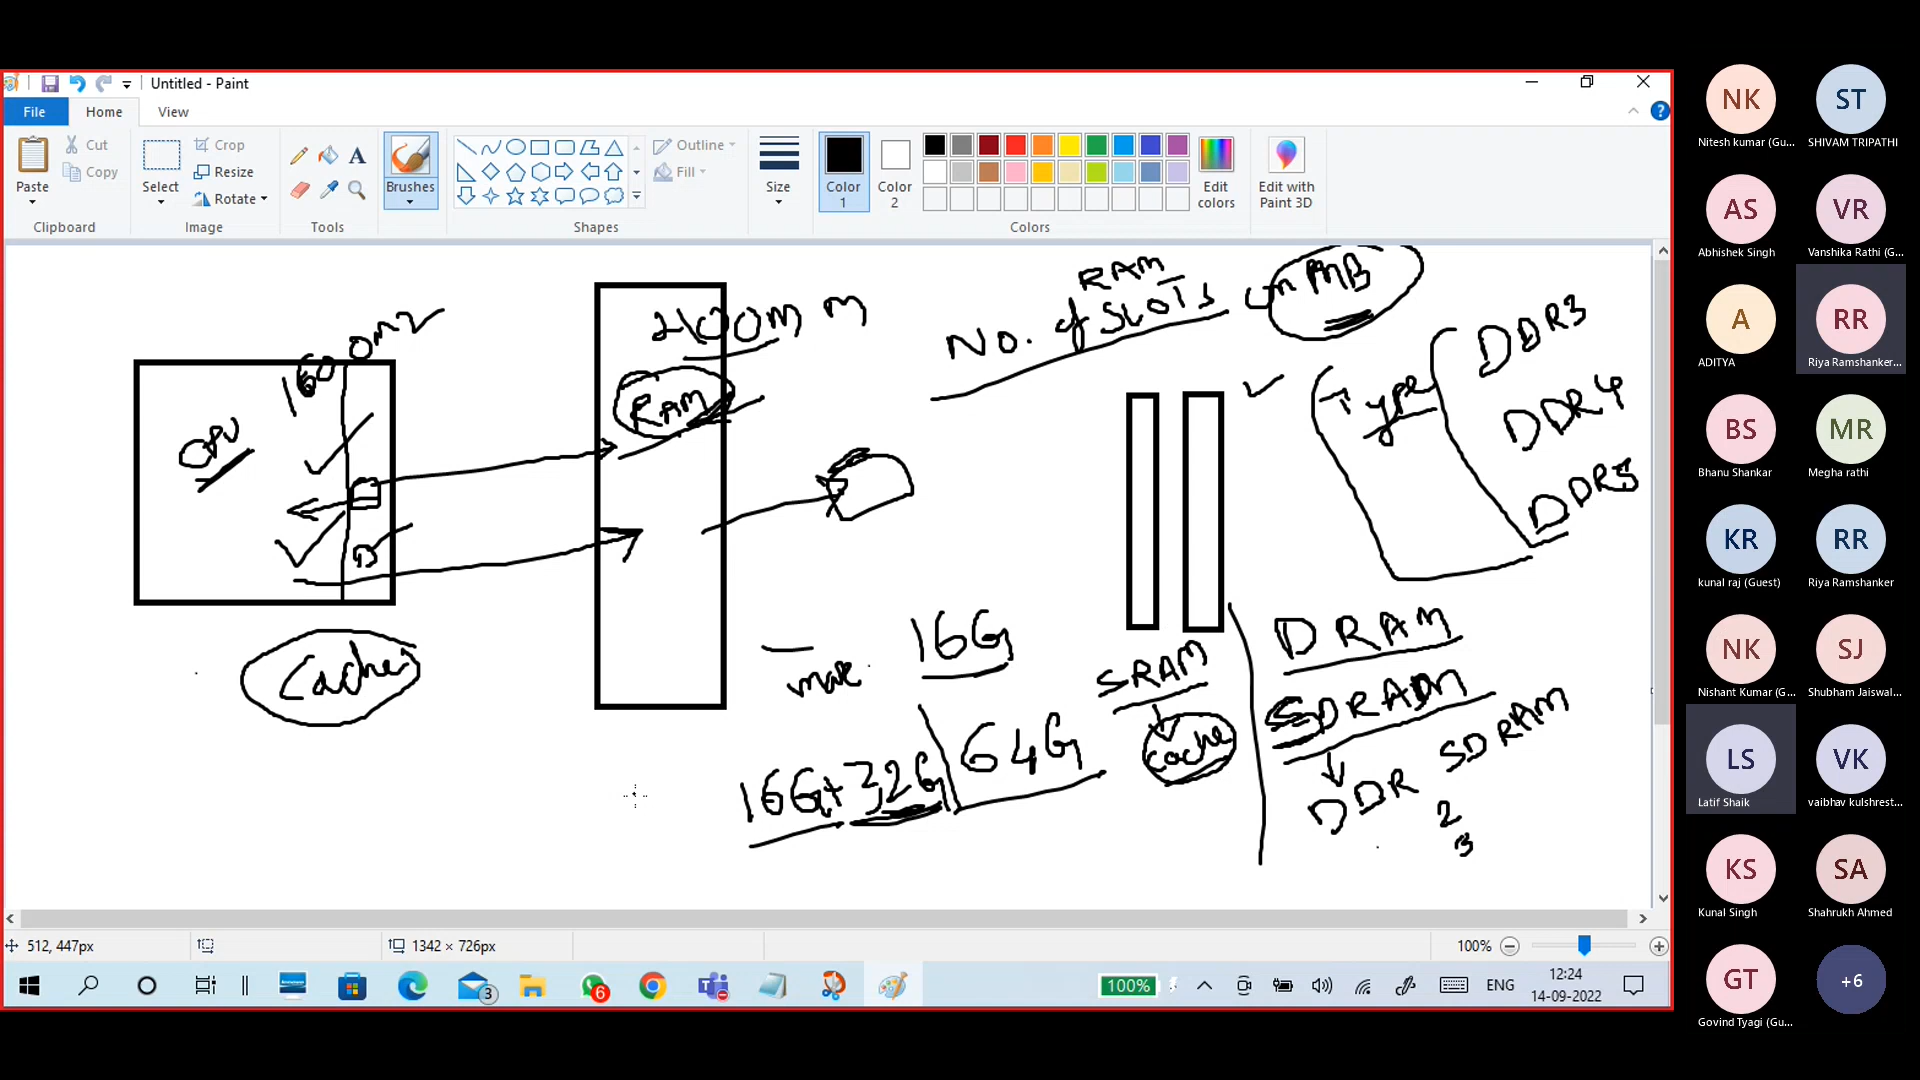 Untitled - Paint
File Home View
Paste
Cut
Copy
Clipboard
Select
Crop
Resize
Rotate
Image
Tools
Brushes
Outline
Fill
Shapes
Size
Color 1
Color 2
Edit colors
Edit with Paint 3D
Colors
CPU
Cache
RAM
No. of RAM SLOTS on MB
Type
DDR3
DDR4
DDR5
max
16G
16G+32G
64G
SRAM
Cache
DRAM
SDRAM
DDR SDRAM
2
3
512, 447px
1342 × 726px
100%
3
6
100%
ENG
12:24
14-09-2022
NK
Nitesh kumar (Gu...
ST
SHIVAM TRIPATHI
AS
Abhishek Singh
VR
Vanshika Rathi (G...
A
ADITYA
RR
Riya Ramshanker...
BS
Bhanu Shankar
MR
Megha rathi
KR
kunal raj (Guest)
RR
Riya Ramshanker
NK
Nishant Kumar (G...
SJ
Shubham Jaiswal...
LS
Latif Shaik
VK
vaibhav kulshrest...
KS
Kunal Singh
SA
Shahrukh Ahmed
GT
Govind Tyagi (Gu...
+6